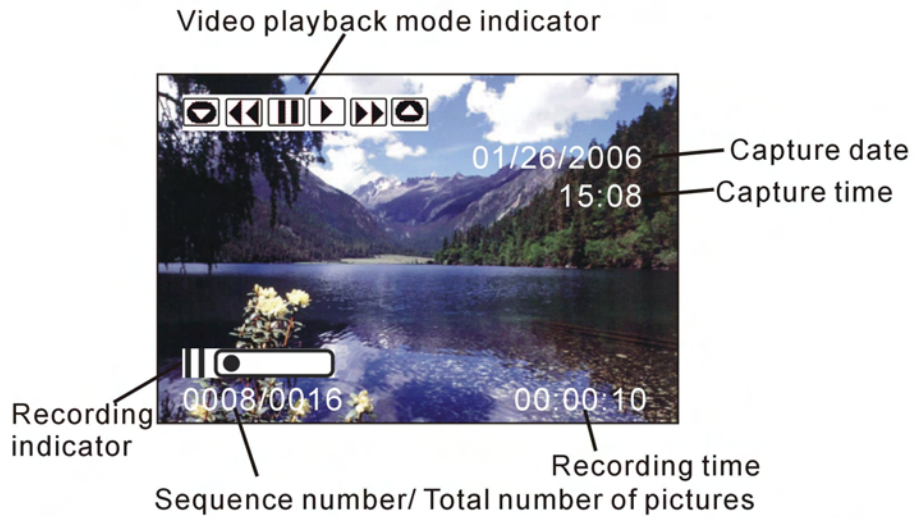 Video playback mode indicator
01/26/2006
Capture date
15:08
Capture time
0008/0016
00:00:10
Recording
indicator
Recording time
Sequence number/ Total number of pictures